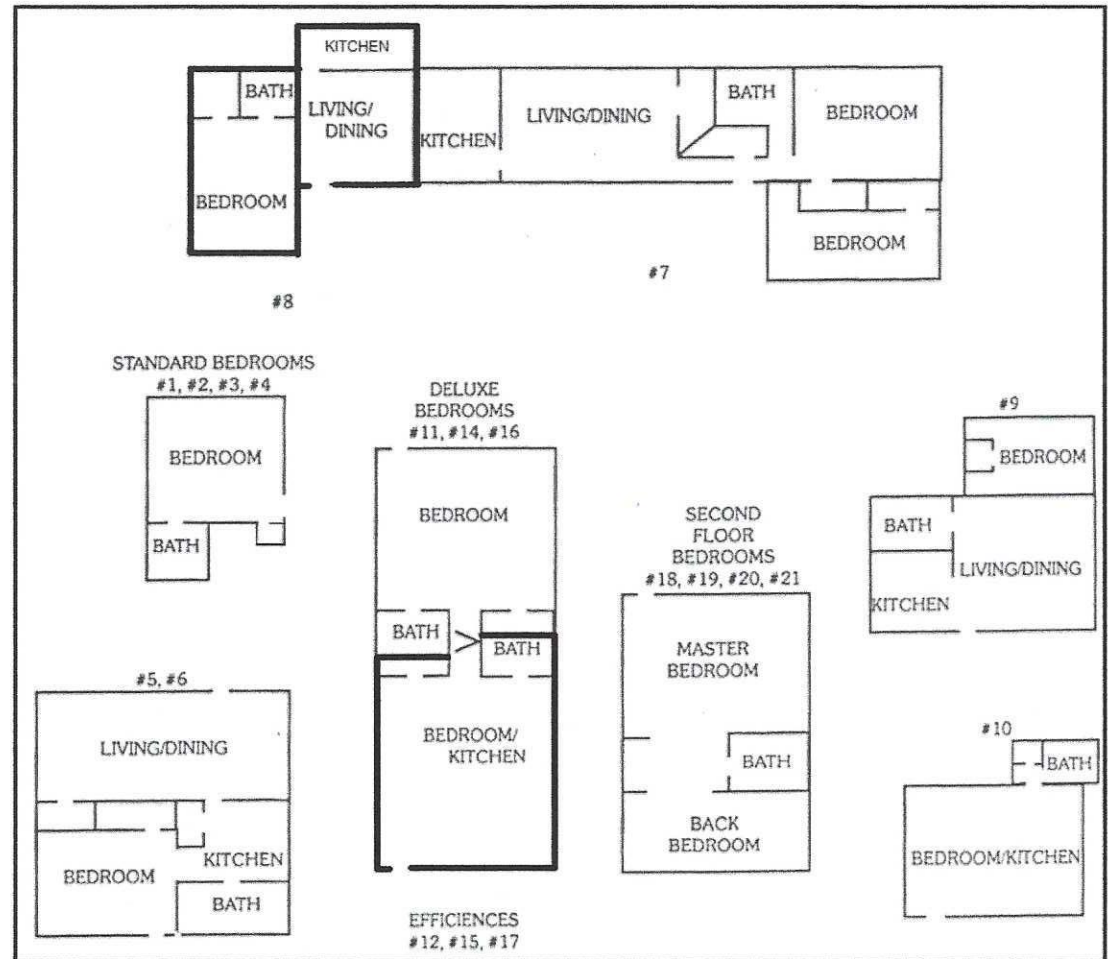 KITCHEN
BATH
LIVING/
DINING
BEDROOM
KITCHEN
LIVING/DINING
BATH
BEDROOM
BEDROOM
#8
#7
STANDARD BEDROOMS
#1, #2, #3, #4
BEDROOM
BATH
DELUXE
BEDROOMS
#11, #14, #16
BEDROOM
BATH
BATH
BEDROOM/
KITCHEN
EFFICIENCES
#12, #15, #17
SECOND
FLOOR
BEDROOMS
#18, #19, #20, #21
MASTER
BEDROOM
BATH
BACK
BEDROOM
#9
BEDROOM
BATH
LIVING/DINING
KITCHEN
#5, #6
LIVING/DINING
KITCHEN
BEDROOM
BATH
#10
BATH
BEDROOM/KITCHEN